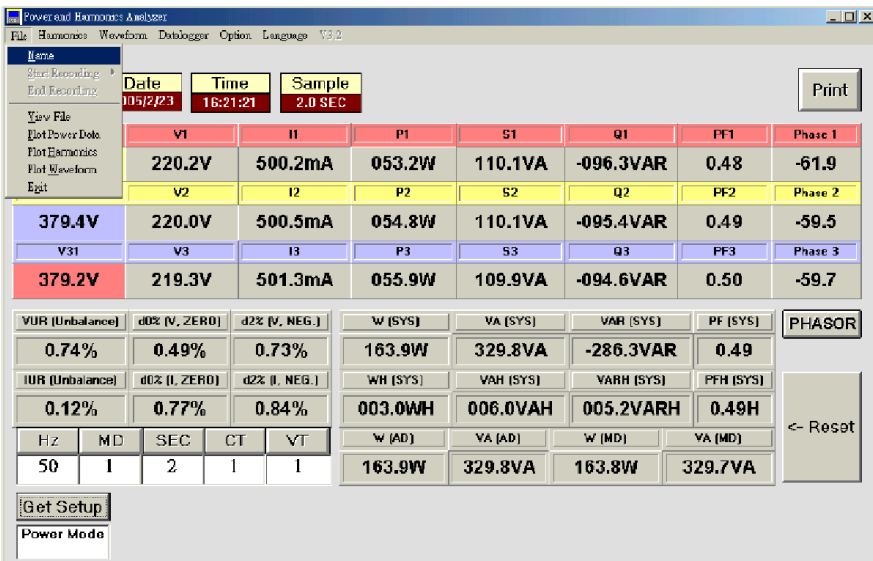 Power and Harmonics Analyzer
File Harmonics Waveform Datalogger Option Language V3.2
Name
Start Recording
End Recording
View File
Plot Power Data
Plot Harmonics
Plot Waveform
Exit
Date Time Sample
005/2/23 16:21:21 2.0 SEC
Print
V1 I1 P1 S1 Q1 PF1 Phase 1
220.2V 500.2mA 053.2W 110.1VA -096.3VAR 0.48 -61.9
V2 I2 P2 S2 Q2 PF2 Phase 2
379.4V 220.0V 500.5mA 054.8W 110.1VA -095.4VAR 0.49 -59.5
V31 V3 I3 P3 S3 Q3 PF3 Phase 3
379.2V 219.3V 501.3mA 055.9W 109.9VA -094.6VAR 0.50 -59.7
VUR (Unbalance) d0% (V, ZERO) d2% (V, NEG.) W (SYS) VA (SYS) VAR (SYS) PF (SYS) PHASOR
0.74% 0.49% 0.73% 163.9W 329.8VA -286.3VAR 0.49
IUR (Unbalance) d0% (I, ZERO) d2% (I, NEG.) WH (SYS) VAH (SYS) VARH (SYS) PFH (SYS)
0.12% 0.77% 0.84% 003.0WH 006.0VAH 005.2VARH 0.49H
<- Reset
Hz MD SEC CT VT W (AD) VA (AD) W (MD) VA (MD)
50 1 2 1 1 163.9W 329.8VA 163.8W 329.7VA
Get Setup
Power Mode